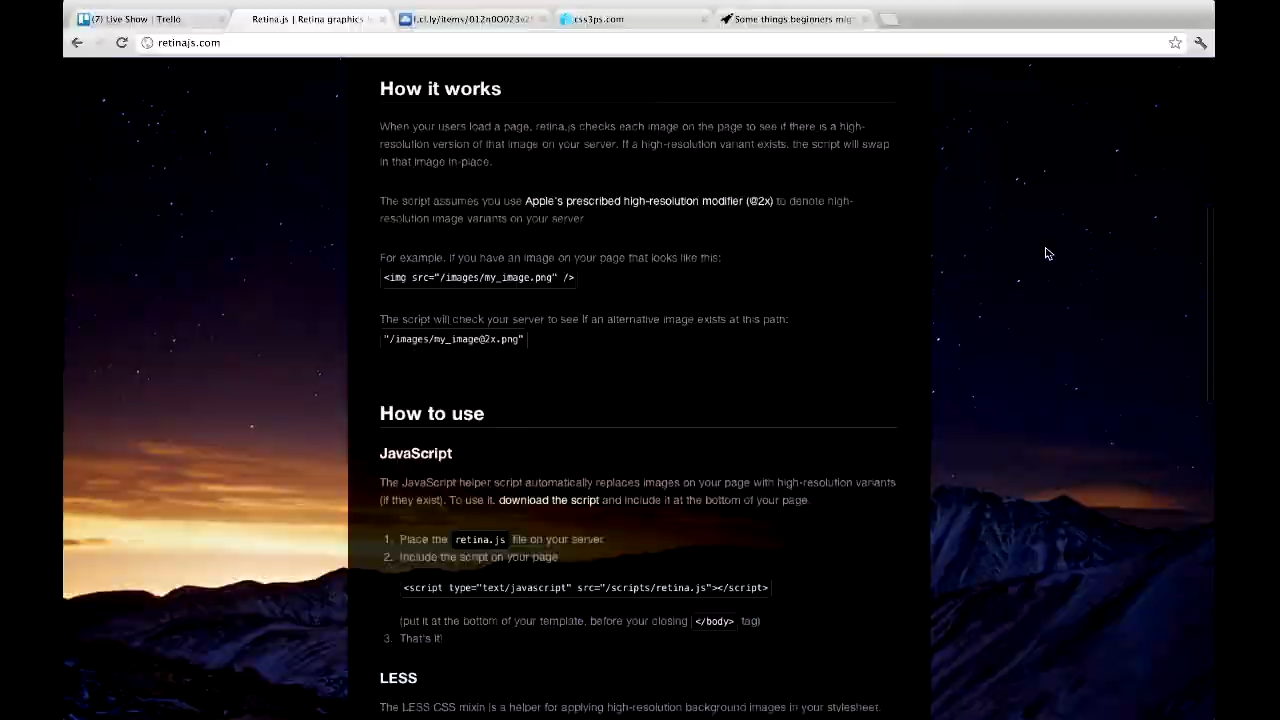 (7) Live Show | Trello
Retina.js | Retina graphics
f.cl.ly/items/
css3ps.com
Some things beginners mig
retinajs.com
How it works
When your users load a page, retina.js checks each image on the page to see if there is a high-
resolution version of that image on your server. If a high-resolution variant exists, the script will swap
in that image in-place.
The script assumes you use Apple's prescribed high-resolution modifier (@2x) to denote high-
resolution image variants on your server
For example, if you have an image on your page that looks like this:
<img src="/images/my_image.png" />
The script will check your server to see if an alternative image exists at this path:
"/images/my_image@2x.png"
How to use
JavaScript
The JavaScript helper script automatically replaces images on your page with high-resolution variants
(if they exist). To use it, download the script and include it at the bottom of your page.
1. Place the retina.js file on your server
2. Include the script on your page
<script type="text/javascript" src="/scripts/retina.js"></script>
(put it at the bottom of your template, before your closing </body> tag)
3. That's it!
LESS
The LESS CSS mixin is a helper for applying high-resolution background images in your stylesheet.